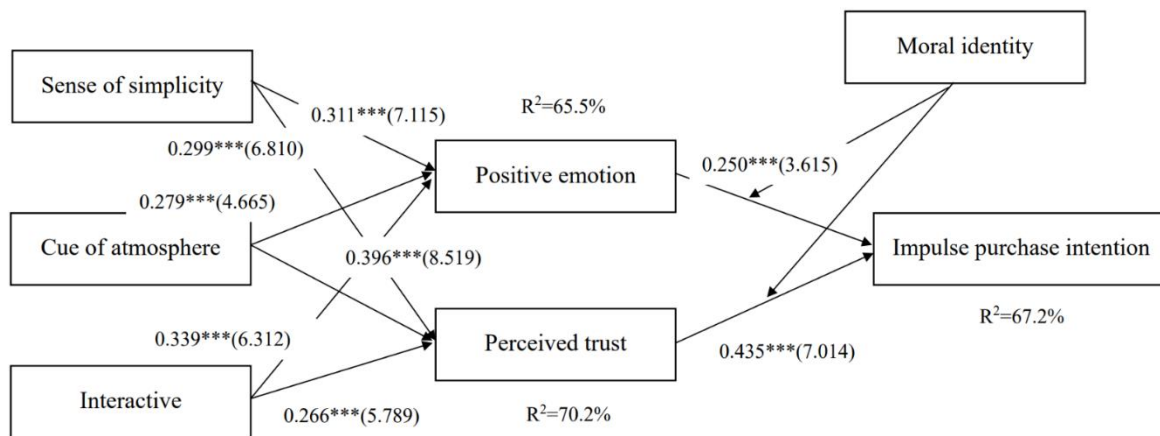 Moral identity
Sense of simplicity
R²=65.5%
0.311***(7.115)
0.299***(6.810)
Positive emotion
0.250***(3.615)
0.279***(4.665)
Cue of atmosphere
0.396***(8.519)
Impulse purchase intention
R²=67.2%
0.339***(6.312)
Perceived trust
0.435***(7.014)
Interactive
0.266***(5.789)
R²=70.2%